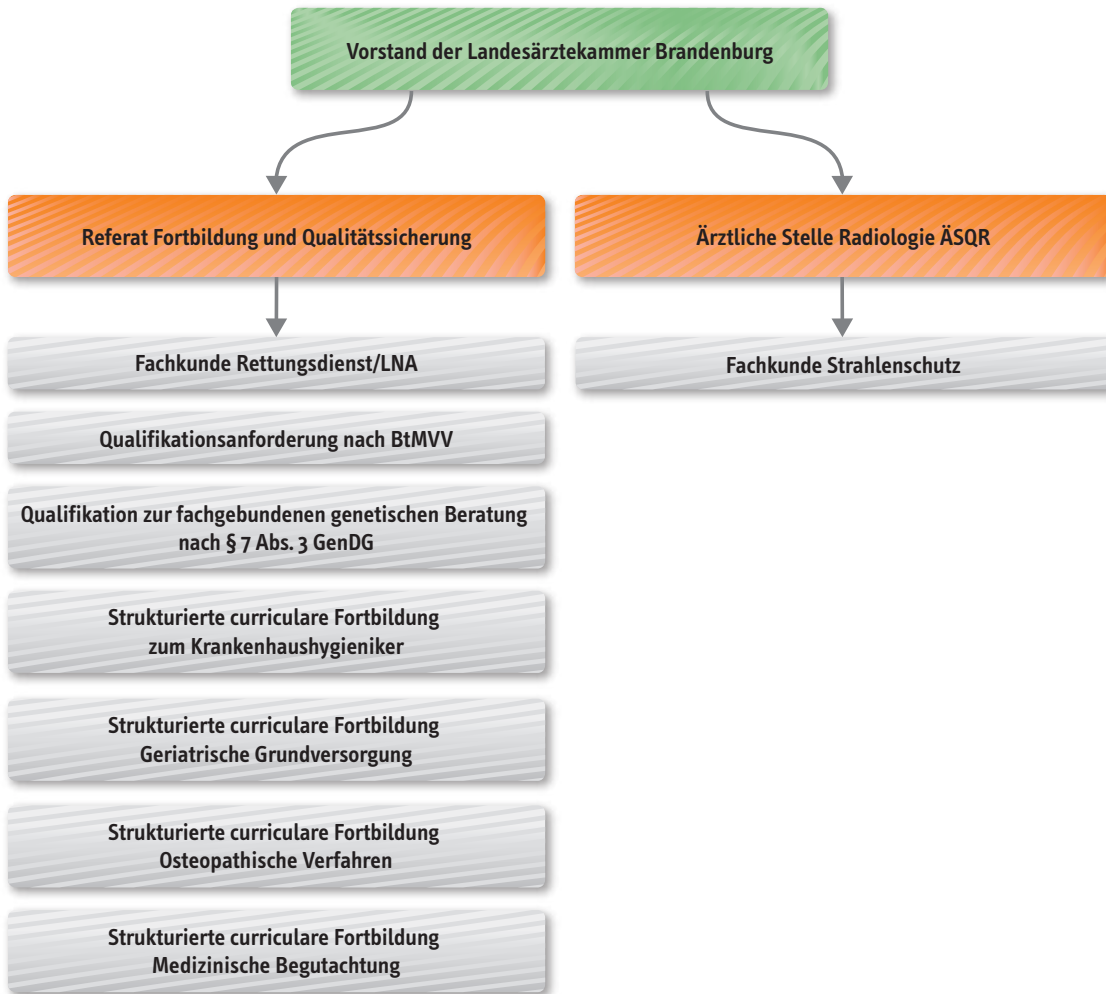 Vorstand der Landesärztekammer Brandenburg
Referat Fortbildung und Qualitätssicherung
Ärztliche Stelle Radiologie ÄSQR
Fachkunde Rettungsdienst/LNA
Fachkunde Strahlenschutz
Qualifikationsanforderung nach BtMVV
Qualifikation zur fachgebundenen genetischen Beratung
nach § 7 Abs. 3 GenDG
Strukturierte curriculare Fortbildung
zum Krankenhaushygieniker
Strukturierte curriculare Fortbildung
Geriatrische Grundversorgung
Strukturierte curriculare Fortbildung
Osteopathische Verfahren
Strukturierte curriculare Fortbildung
Medizinische Begutachtung